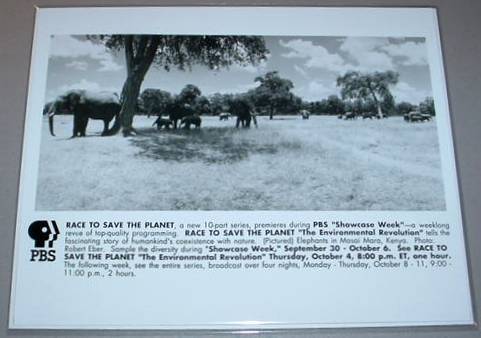 RACE TO SAVE THE PLANET, a new 10-part series, premieres during PBS "Showcase Week"—a weeklong
revue of top-quality programming. RACE TO SAVE THE PLANET "The Environmental Revolution" tells the
fascinating story of humankind's coexistence with nature. (Pictured) Elephants in Masai Mara, Kenya. Photo:
Robert Eber. Sample the diversity during "Showcase Week," September 30 - October 6. See RACE TO
SAVE THE PLANET "The Environmental Revolution" Thursday, October 4, 8:00 p.m. ET, one hour.
The following week, see the entire series, broadcast over four nights, Monday - Thursday, October 8 - 11, 9:00 -
11:00 p.m., 2 hours.
PBS